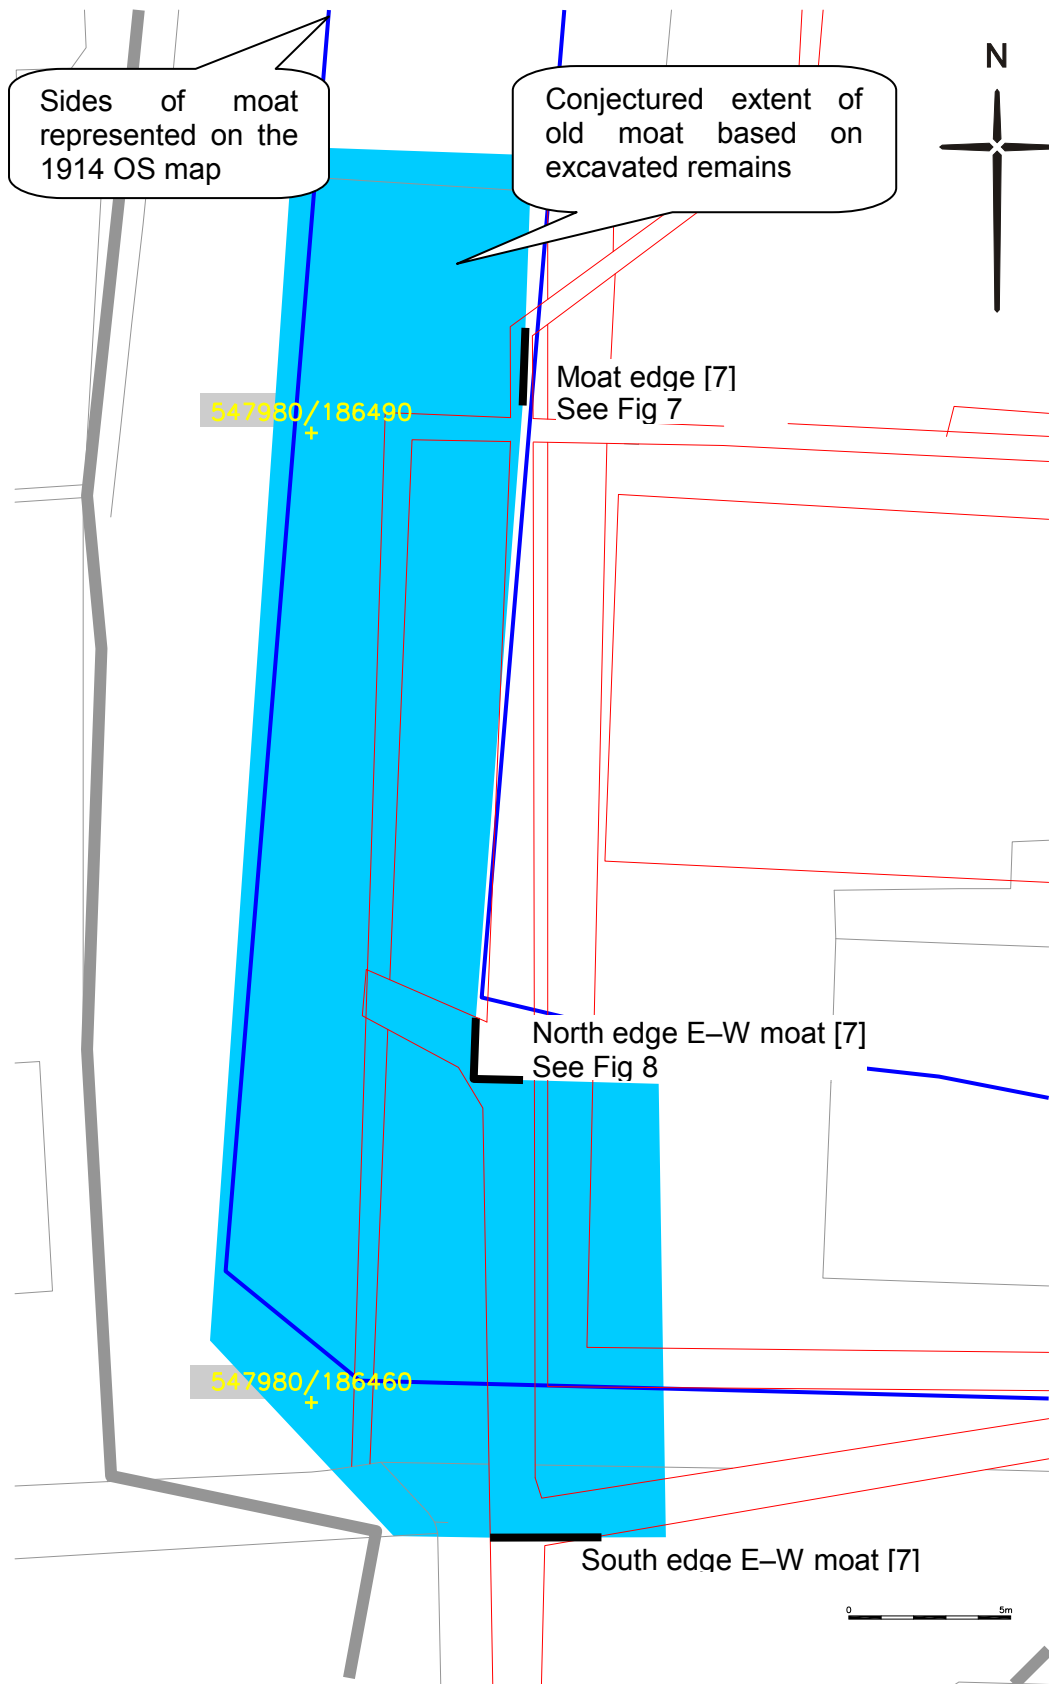 N
Sides of moat
represented on the
1914 OS map
Conjectured extent of
old moat based on
excavated remains
Moat edge [7]
See Fig 7
547980/186490
North edge E–W moat [7]
See Fig 8
547980/186460
South edge E–W moat [7]
0 5m